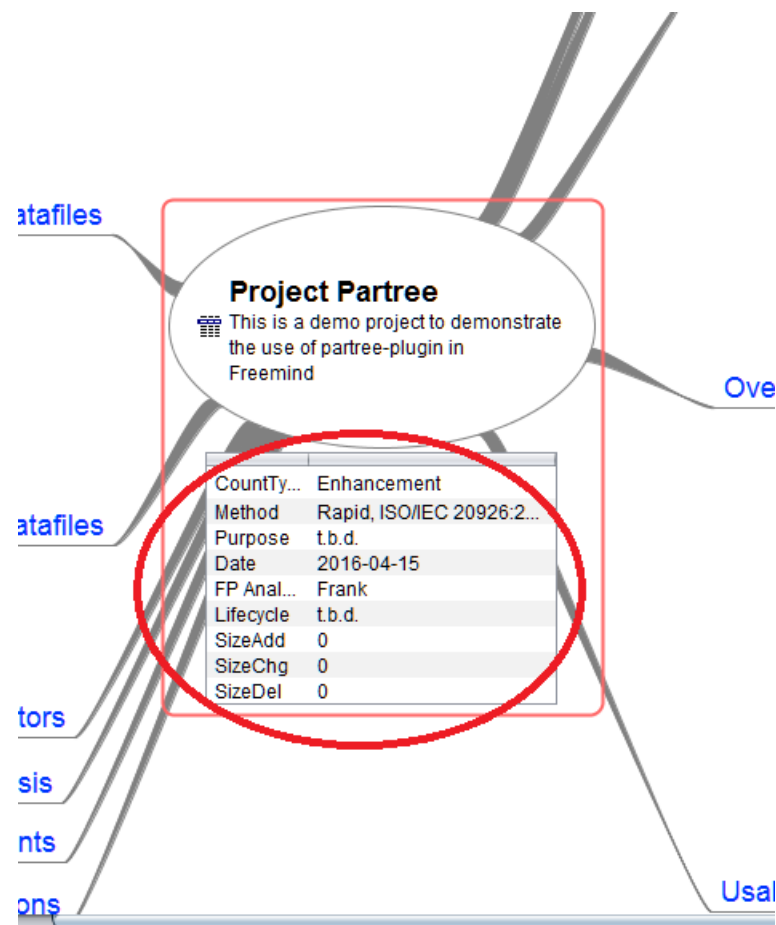 atafiles
Project Partree
This is a demo project to demonstrate
the use of partree-plugin in
Freemind
Ove
CountTy... Enhancement
Method Rapid, ISO/IEC 20926:2...
Purpose t.b.d.
Date 2016-04-15
FP Anal... Frank
Lifecycle t.b.d.
SizeAdd 0
SizeChg 0
SizeDel 0
atafiles
tors
sis
nts
ons
Usal